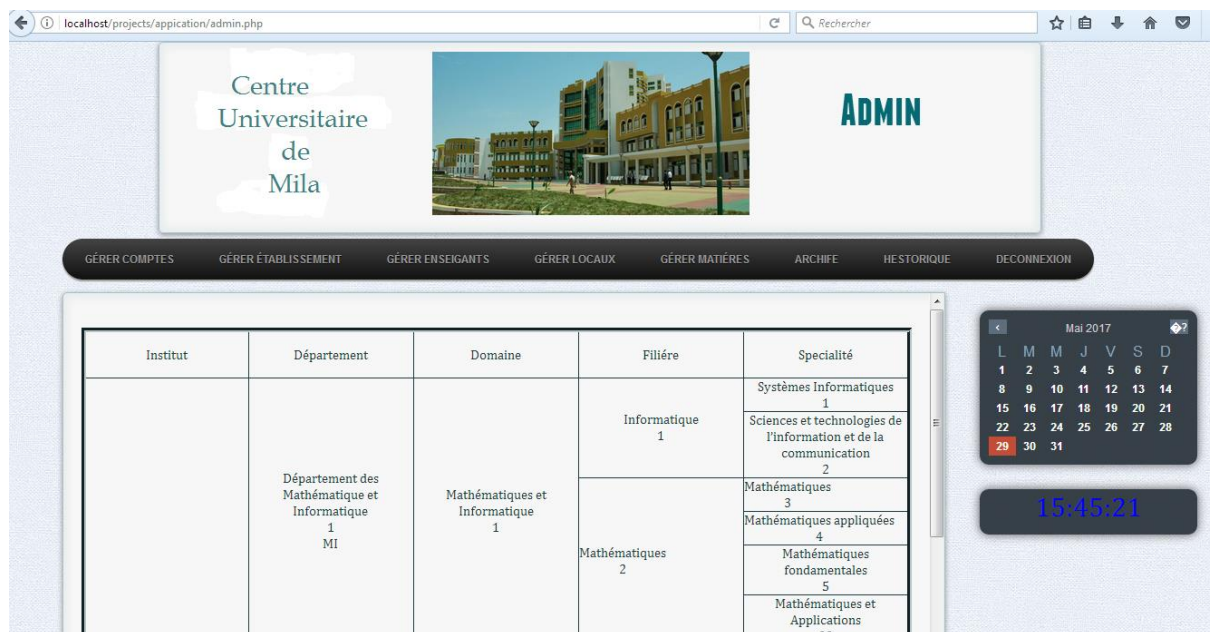 localhost/projects/appication/admin.php
Rechercher
Centre
Universitaire
de
Mila
ADMIN
GÉRER COMPTES GÉRER ÉTABLISSEMENT GÉRER ENSEIGANTS GÉRER LOCAUX GÉRER MATIÉRES ARCHIFE HESTORIQUE DECONNEXION
Institut Département Domaine Filiére Specialité
Département des
Mathématique et
Informatique
1
MI
Mathématiques et
Informatique
1
Informatique
1
Systèmes Informatiques
1
Sciences et technologies de
l'information et de la
communication
2
Mathématiques
2
Mathématiques
3
Mathématiques appliquées
4
Mathématiques
fondamentales
5
Mathématiques et
Applications
‹ Mai 2017 �?
L M M J V S D
1 2 3 4 5 6 7
8 9 10 11 12 13 14
15 16 17 18 19 20 21
22 23 24 25 26 27 28
29 30 31
15:45:21